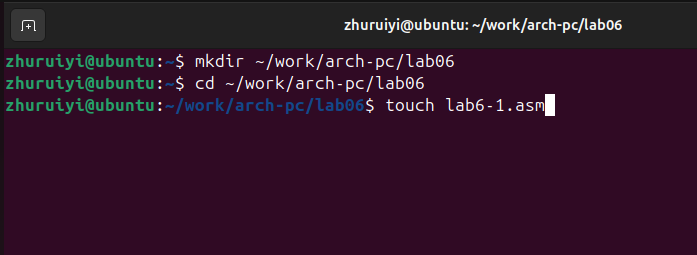 zhuruiyi@ubuntu: ~/work/arch-pc/lab06
zhuruiyi@ubuntu:~$ mkdir ~/work/arch-pc/lab06
zhuruiyi@ubuntu:~$ cd ~/work/arch-pc/lab06
zhuruiyi@ubuntu:~/work/arch-pc/lab06$ touch lab6-1.asm